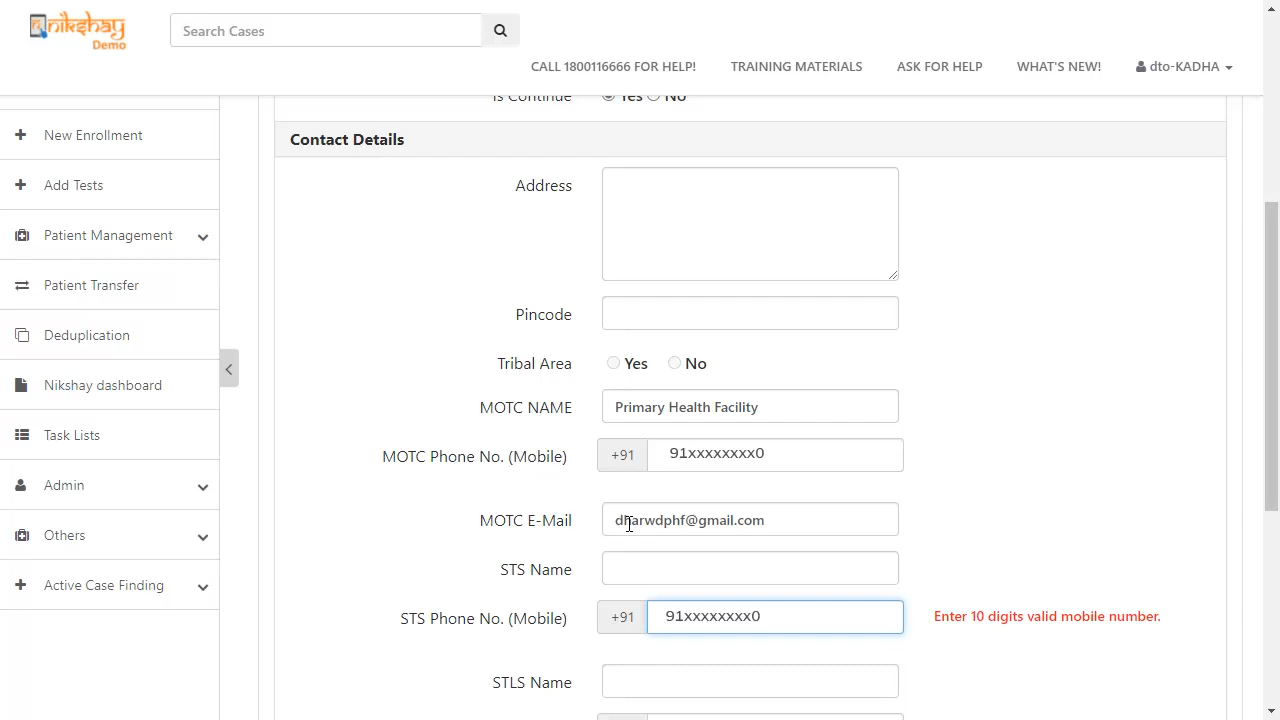 nikshay
Demo
Search Cases
CALL 1800116666 FOR HELP!
TRAINING MATERIALS
ASK FOR HELP
WHAT'S NEW!
dto-KADHA
New Enrollment
Add Tests
Patient Management
Patient Transfer
Deduplication
Nikshay dashboard
Task Lists
Admin
Others
Active Case Finding
Is Continue Yes No
Contact Details
Address
Pincode
Tribal Area Yes No
MOTC NAME Primary Health Facility
MOTC Phone No. (Mobile) +91 91xxxxxxxx0
MOTC E-Mail dharwdphf@gmail.com
STS Name
STS Phone No. (Mobile) +91 91xxxxxxxx0 Enter 10 digits valid mobile number.
STLS Name